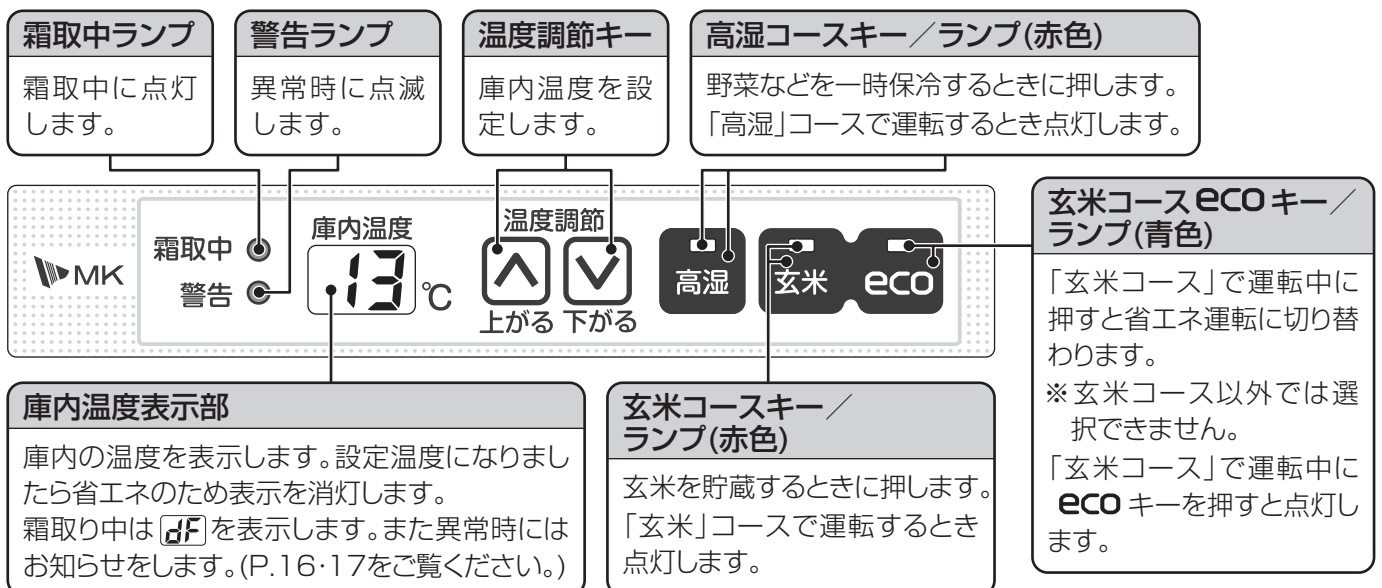 霜取中ランプ
霜取中に点灯
します。
警告ランプ
異常時に点滅
します。
温度調節キー
庫内温度を設
定します。
高湿コースキー／ランプ(赤色)
野菜などを一時保冷するときに押します。
「高湿」コースで運転するとき点灯します。
MK
霜取中
警告
庫内温度
13
℃
温度調節
上がる 下がる
高湿
玄米
eco
玄米コースecoキー／
ランプ(青色)
「玄米コース」で運転中に
押すと省エネ運転に切り替
わります。
※玄米コース以外では選
択できません。
「玄米コース」で運転中に
ecoキーを押すと点灯し
ます。
庫内温度表示部
庫内の温度を表示します。設定温度になりまし
たら省エネのため表示を消灯します。
霜取り中はdFを表示します。また異常時には
お知らせをします。(P.16・17をご覧ください。)
玄米コースキー／
ランプ(赤色)
玄米を貯蔵するときに押します。
「玄米」コースで運転するとき
点灯します。